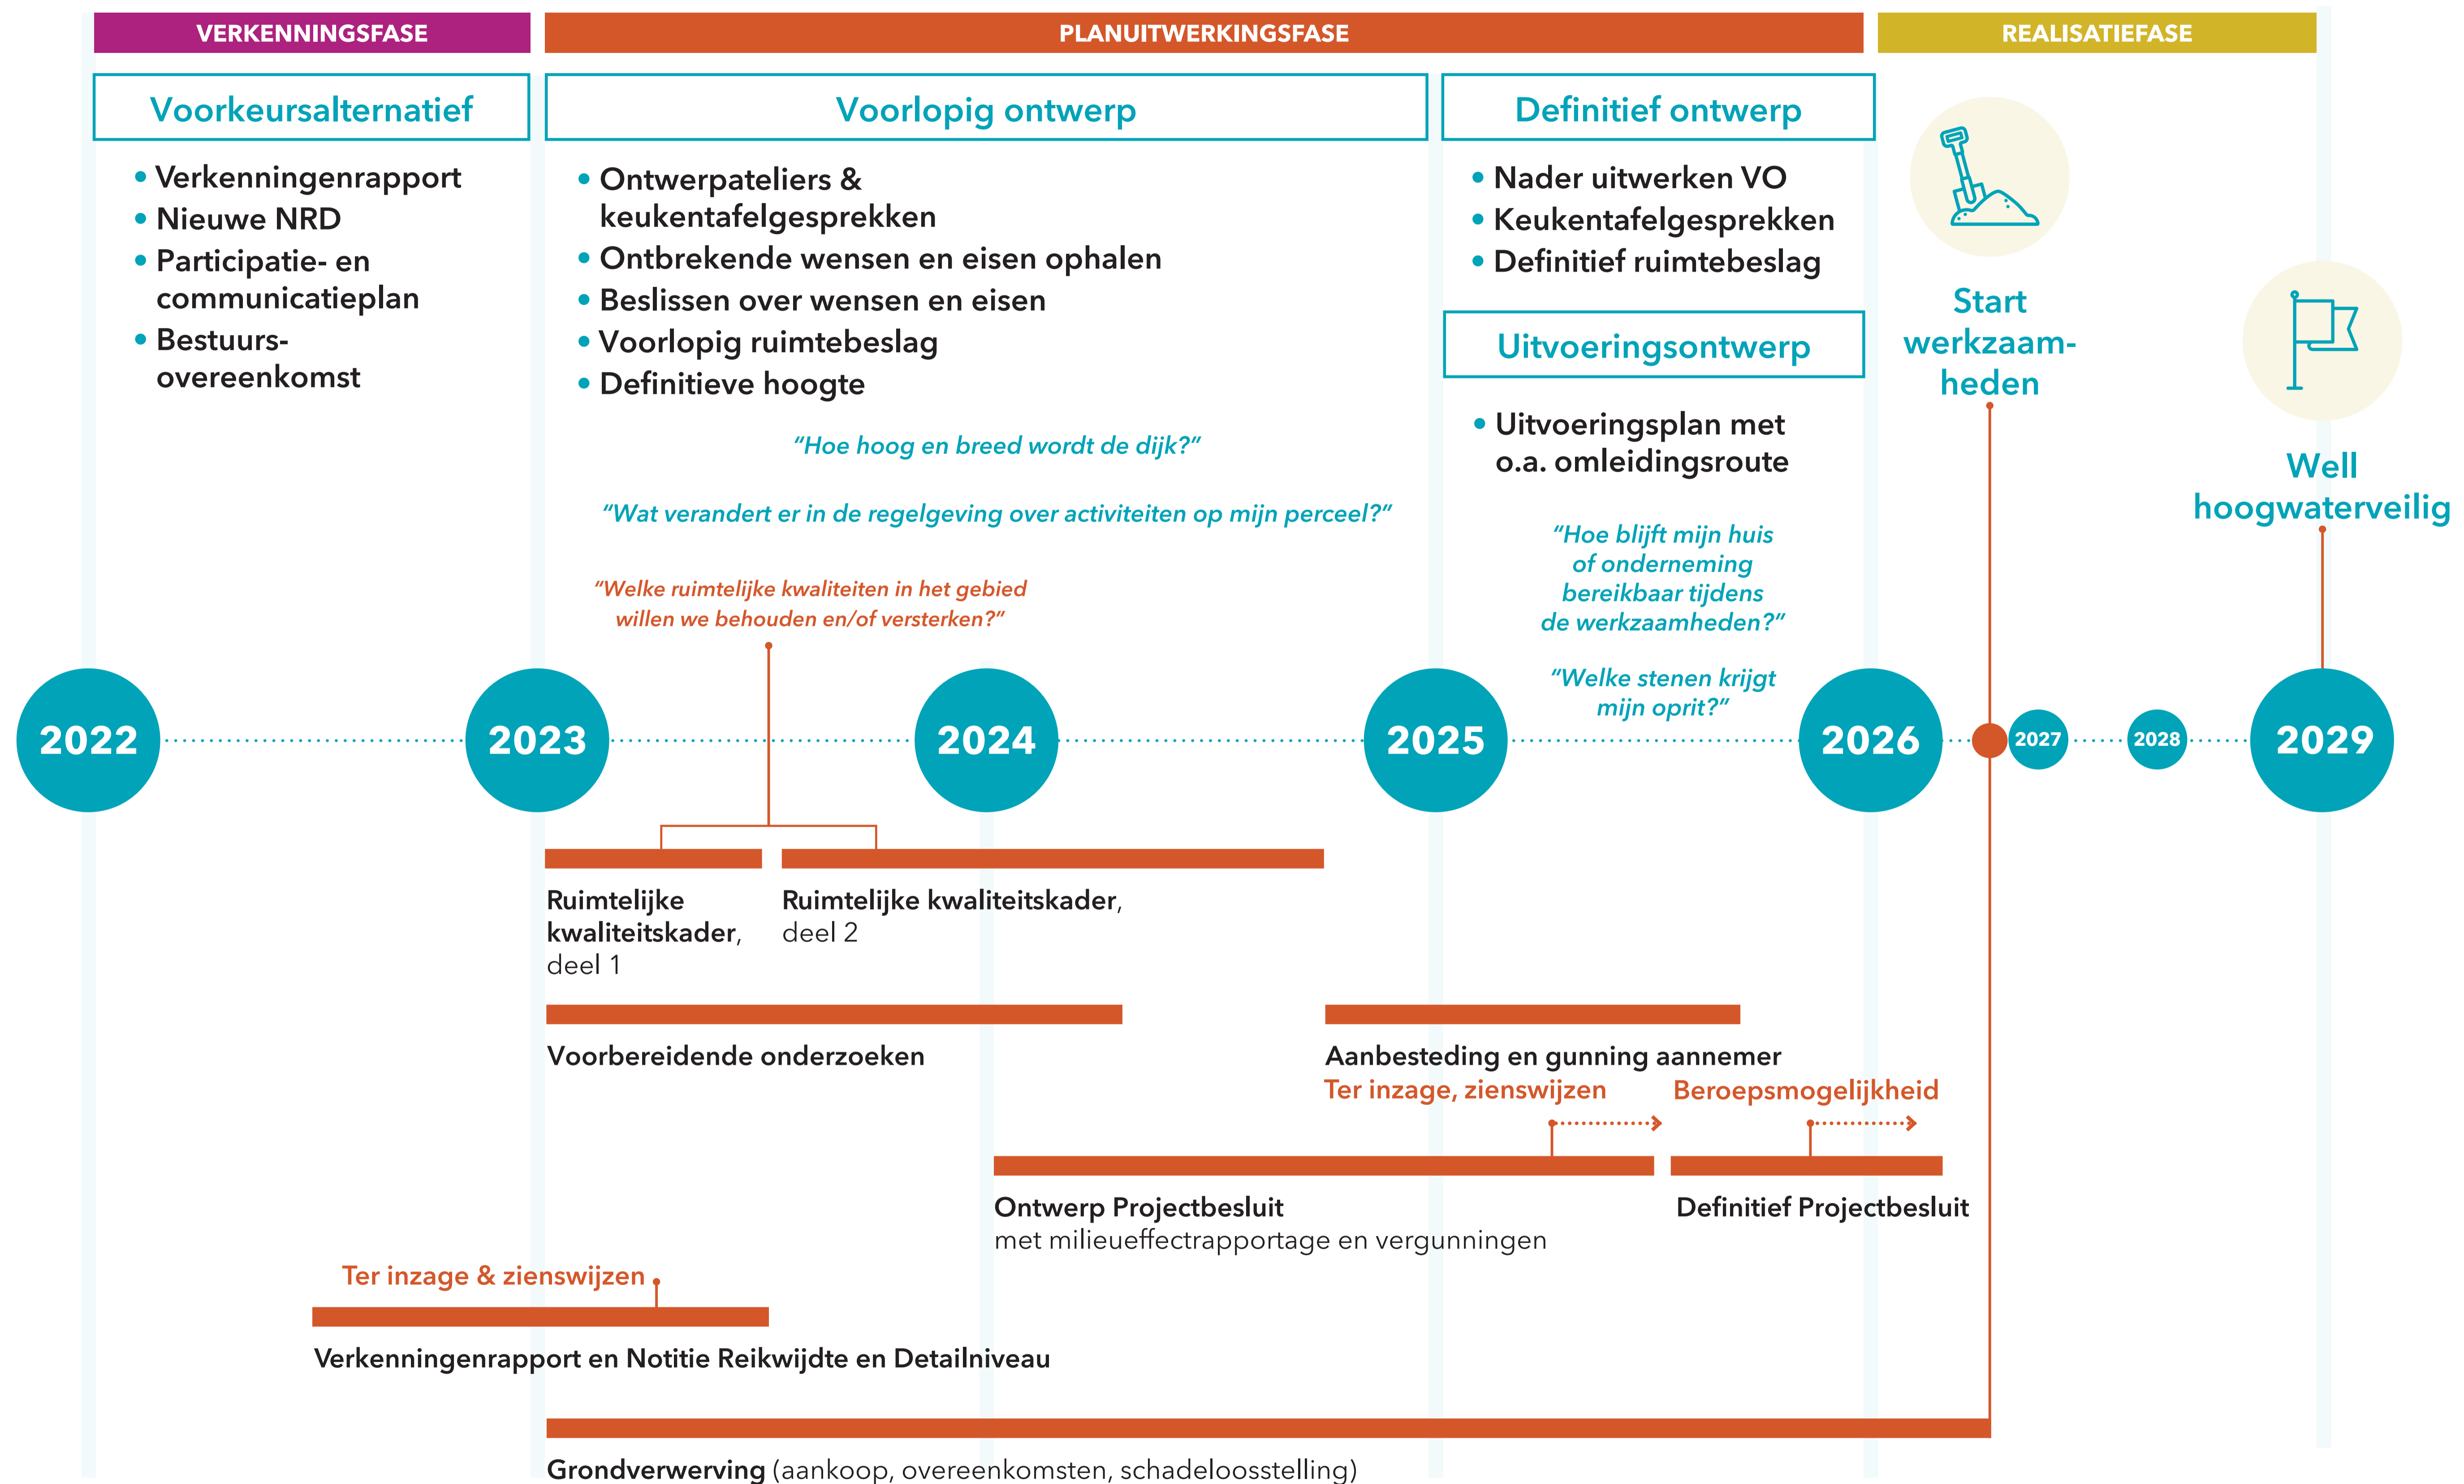 VERKENNINGSFASE
PLANUITWERKINGSFASE
REALISATIEFASE
Voorkeursalternatief
• Verkenningenrapport
• Nieuwe NRD
• Participatie- en
communicatieplan
• Bestuurs-
overeenkomst
Voorlopig ontwerp
• Ontwerpateliers &
keukentafelgesprekken
• Ontbrekende wensen en eisen ophalen
• Beslissen over wensen en eisen
• Voorlopig ruimtebeslag
• Definitieve hoogte
“Hoe hoog en breed wordt de dijk?”
“Wat verandert er in de regelgeving over activiteiten op mijn perceel?”
“Welke ruimtelijke kwaliteiten in het gebied
willen we behouden en/of versterken?”
Definitief ontwerp
• Nader uitwerken VO
• Keukentafelgesprekken
• Definitief ruimtebeslag
Uitvoeringsontwerp
• Uitvoeringsplan met
o.a. omleidingsroute
“Hoe blijft mijn huis
of onderneming
bereikbaar tijdens
de werkzaamheden?”
“Welke stenen krijgt
mijn oprit?”
Start
werkzaam-
heden
Well
hoogwaterveilig
2022
2023
2024
2025
2026
2027
2028
2029
Ruimtelijke
kwaliteitskader,
deel 1
Ruimtelijke kwaliteitskader,
deel 2
Voorbereidende onderzoeken
Aanbesteding en gunning aannemer
Ter inzage, zienswijzen
Beroepsmogelijkheid
Ontwerp Projectbesluit
met milieueffectrapportage en vergunningen
Definitief Projectbesluit
Ter inzage & zienswijzen
Verkenningenrapport en Notitie Reikwijdte en Detailniveau
Grondverwerving (aankoop, overeenkomsten, schadeloosstelling)